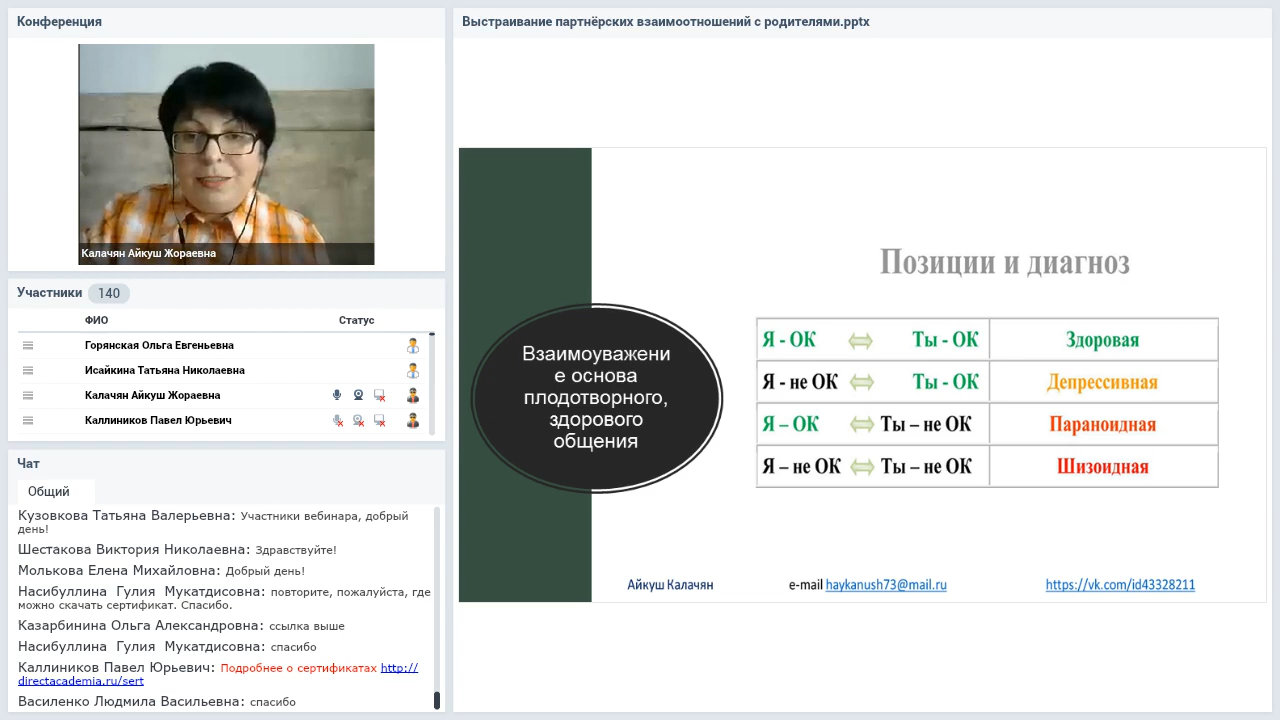 Конференция
Калачян Айкуш Жораевна
Участники 140
ФИО Статус
Горянская Ольга Евгеньевна
Исайкина Татьяна Николаевна
Калачян Айкуш Жораевна
Каллиников Павел Юрьевич
Чат
Общий
Кузовкова Татьяна Валерьевна: Участники вебинара, добрый
день!
Шестакова Виктория Николаевна: Здравствуйте!
Молькова Елена Михайловна: Добрый день!
Насибуллина Гулия Мукатдисовна: повторите, пожалуйста, где
можно скачать сертификат. Спасибо.
Казарбинина Ольга Александровна: ссылка выше
Насибуллина Гулия Мукатдисовна: спасибо
Каллиников Павел Юрьевич: Подробнее о сертификатах http://
directacademia.ru/sert
Василенко Людмила Васильевна: спасибо
Выстраивание партнёрских взаимоотношений с родителями.pptx
Взаимоуважени
е основа
плодотворного,
здорового
общения
Позиции и диагноз
Я - ОК Ты - ОК Здоровая
Я - не ОК Ты - ОК Депрессивная
Я – ОК Ты – не ОК Параноидная
Я – не ОК Ты – не ОК Шизоидная
Айкуш Калачян e-mail haykanush73@mail.ru https://vk.com/id43328211